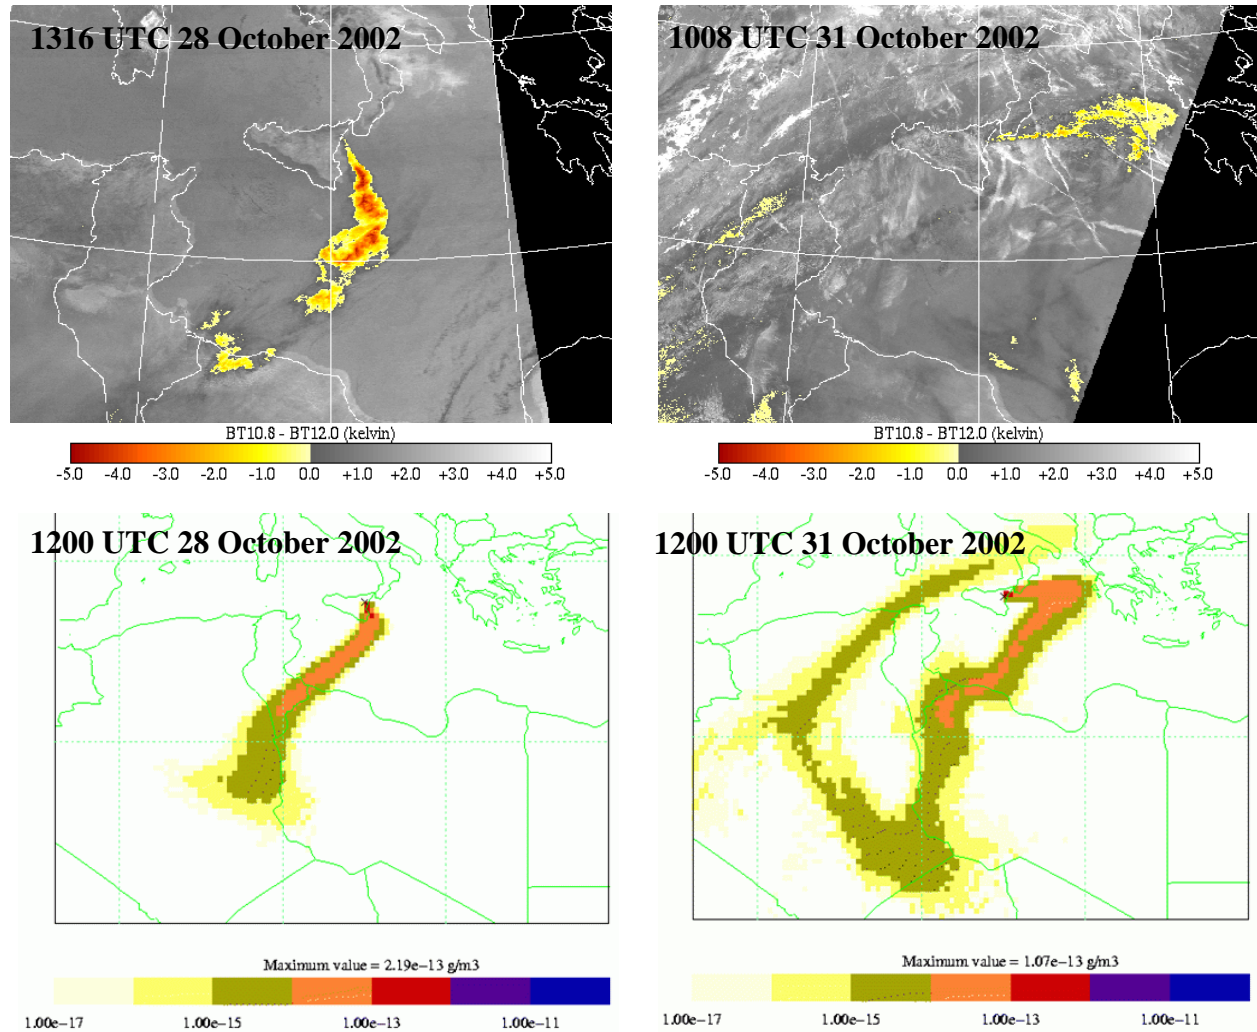 1316 UTC 28 October 2002
1008 UTC 31 October 2002
BT10.8 - BT12.0 (kelvin)
-5.0 -4.0 -3.0 -2.0 -1.0 0.0 +1.0 +2.0 +3.0 +4.0 +5.0
BT10.8 - BT12.0 (kelvin)
-5.0 -4.0 -3.0 -2.0 -1.0 0.0 +1.0 +2.0 +3.0 +4.0 +5.0
1200 UTC 28 October 2002
1200 UTC 31 October 2002
Maximum value = 2.19e-13 g/m3
1.00e-17 1.00e-15 1.00e-13 1.00e-11
Maximum value = 1.07e-13 g/m3
1.00e-17 1.00e-15 1.00e-13 1.00e-11